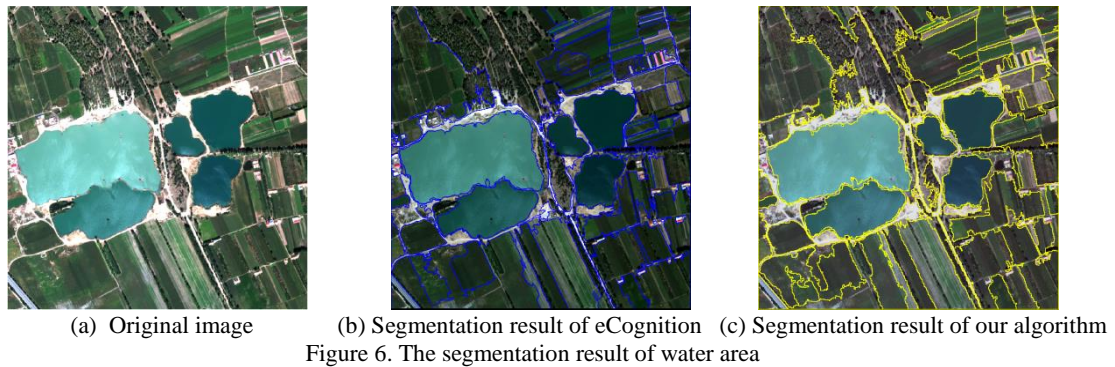 (a) Original image (b) Segmentation result of eCognition (c) Segmentation result of our algorithm
Figure 6. The segmentation result of water area